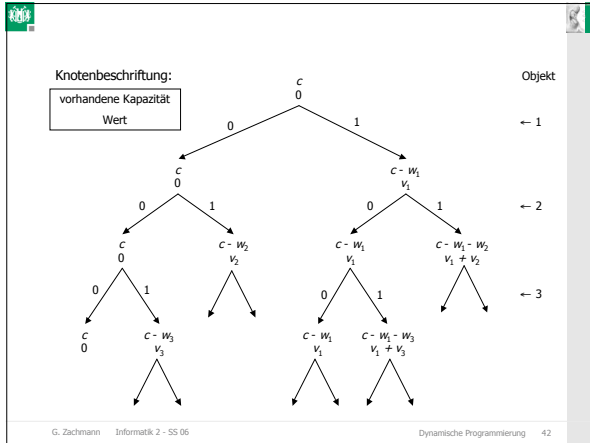 Knotenbeschriftung:
vorhandene Kapazität
Wert
Objekt
c
0
0 1 ← 1
c c - w₁
0 v₁
0 1 0 1 ← 2
c c - w₂ c - w₁ c - w₁ - w₂
0 v₂ v₁ v₁ + v₂
0 1 0 1 ← 3
c c - w₃ c - w₁ c - w₁ - w₃
0 v₃ v₁ v₁ + v₃
G. Zachmann Informatik 2 - SS 06 Dynamische Programmierung 42